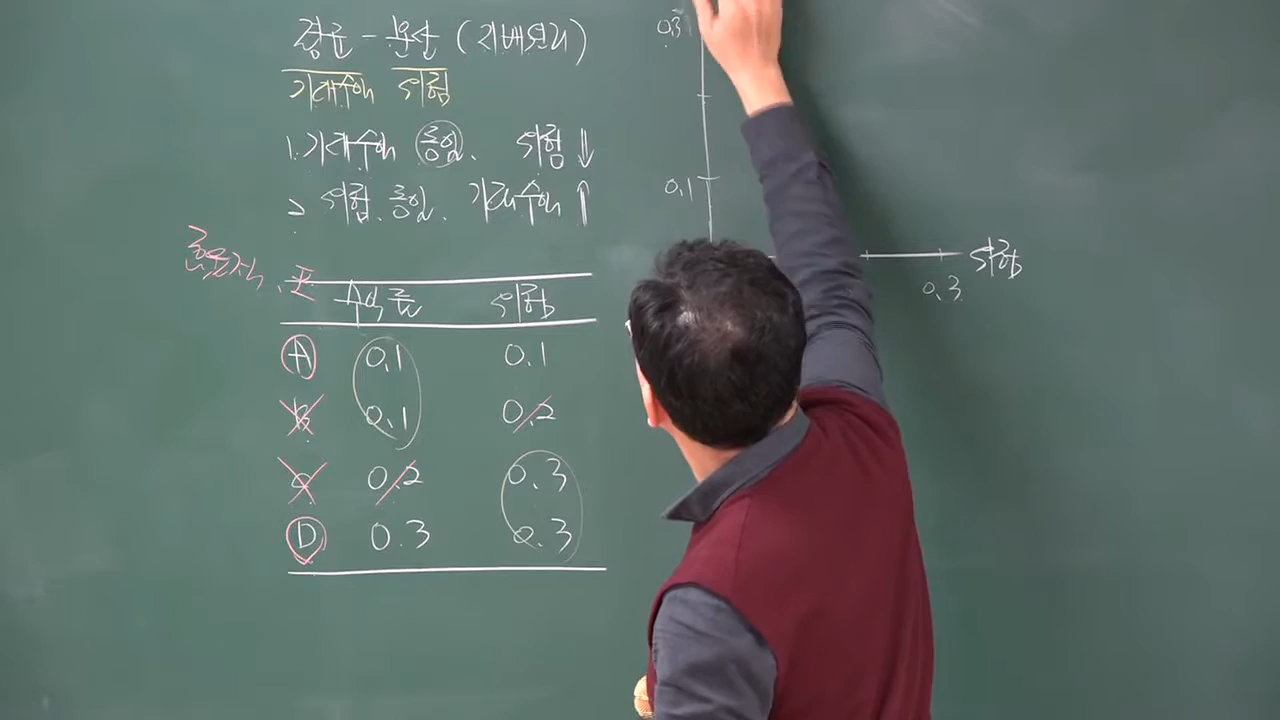 평균 - 분산 (지배원리)
기대수익 위험
1. 기대수익 동일. 위험 ↓
2. 위험. 동일. 기대수익 ↑
효율적
수익률 위험
A 0.1 0.1
B 0.1 0.2
C 0.2 0.3
D 0.3 0.3
0.3
0.1
위험
0.3